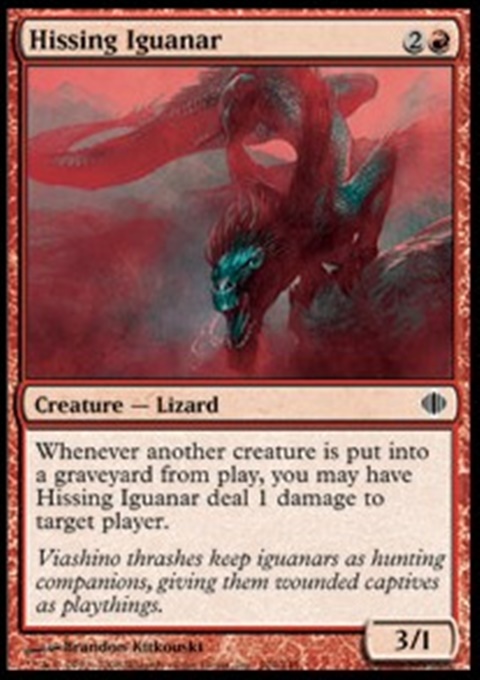 Hissing Iguanar 2
Creature — Lizard
Whenever another creature is put into
a graveyard from play, you may have
Hissing Iguanar deal 1 damage to
target player.
Viashino thrashes keep iguanars as hunting
companions, giving them wounded captives
as playthings.
Brandon Kitkouski
3/1